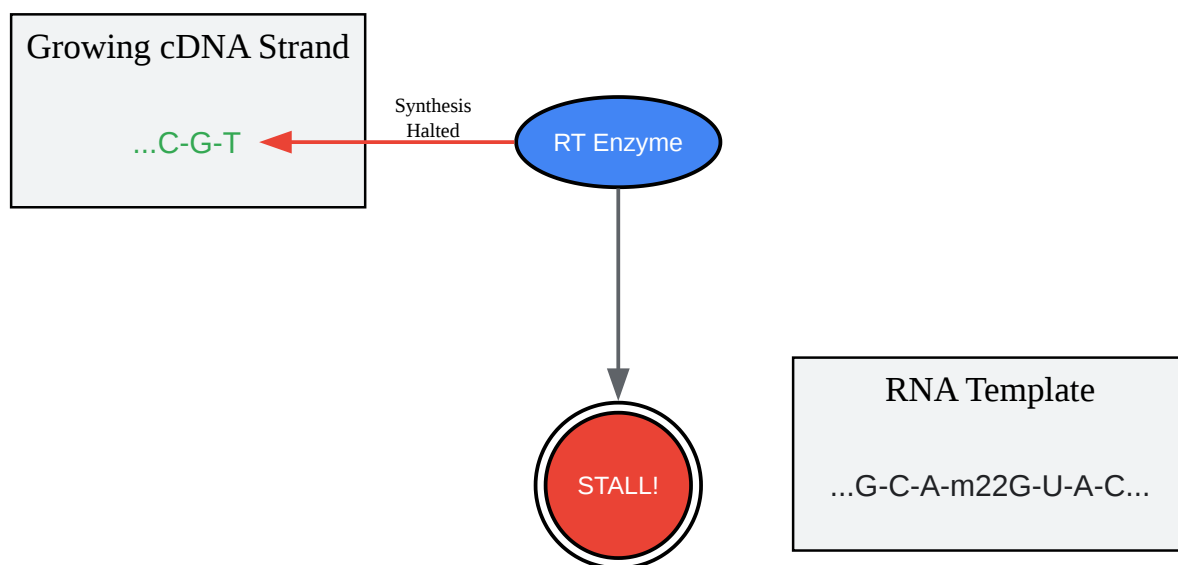 Growing cDNA Strand
...C-G-T
Synthesis
Halted
RT Enzyme
STALL!
RNA Template
...G-C-A-m22G-U-A-C...